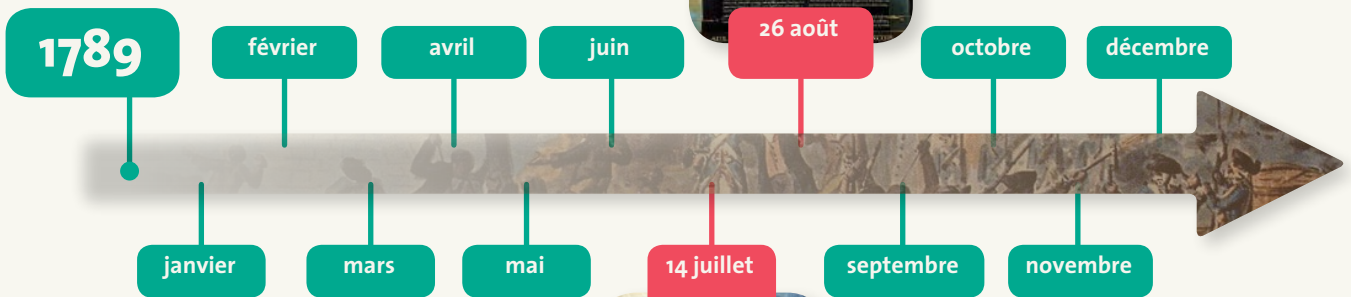 1789
février
avril
juin
26 août
octobre
décembre
janvier
mars
mai
14 juillet
septembre
novembre